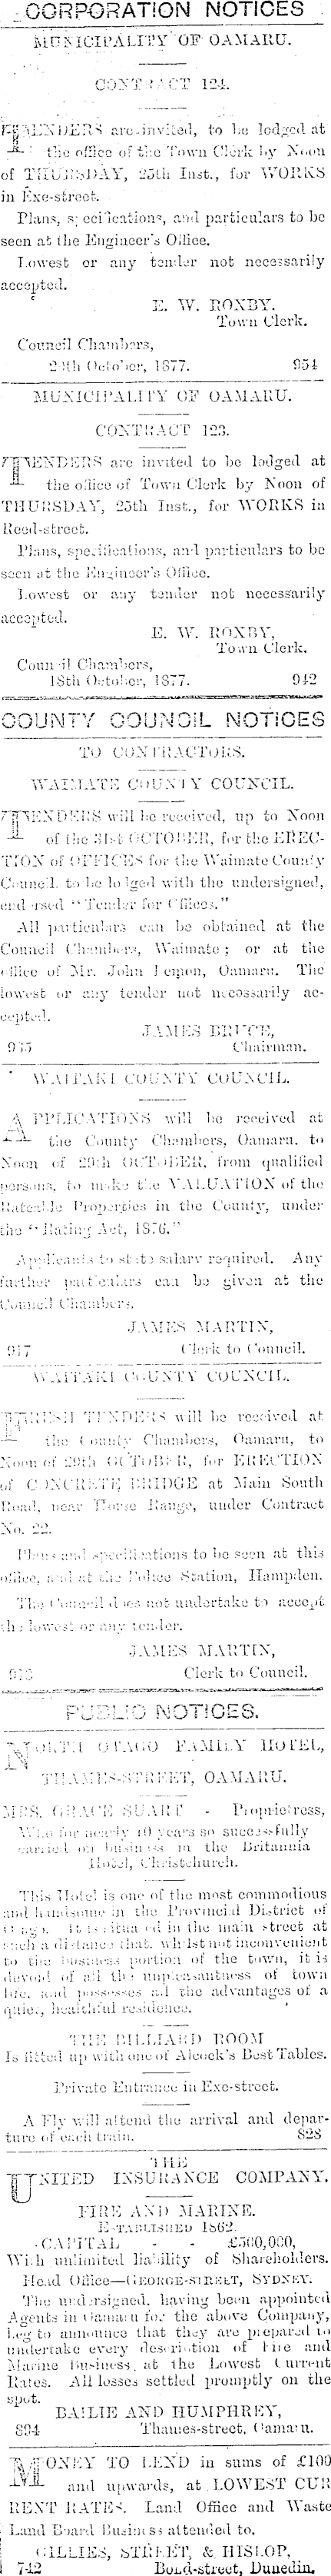 CORPORATION NOTICES
MUNICIPALITY OF OAMARU.
CONTRACT 124.
TENDERS are invited, to be lodged at
the office of the Town Clerk by Noon
of THURSDAY, 25th Inst., for WORKS
in Exe-street.
Plans, specifications, and particulars to be
seen at the Engineer's Office.
Lowest or any tender not necessarily
accepted.
E. W. ROXBY.
Town Clerk.
Council Chambers,
October, 1877. 954
MUNICIPALITY OF OAMARU.
CONTRACT 123.
TENDERS are invited to be lodged at
the office of Town Clerk by Noon of
THURSDAY, 25th Inst., for WORKS in
Reed-street.
Plans, specifications, and particulars to be
seen at the Engineer's Office.
Lowest or any tender not necessarily
accepted.
E. W. ROXBY,
Town Clerk.
Council Chambers,
18th October, 1877. 942
COUNTY COUNCIL NOTICES
TO CONTRACTORS.
WAIMATE COUNTY COUNCIL.
TENDERS will be received, up to Noon
of the 31st OCTOBER, for the EREC-
TION of OFFICES for the Waimate County
Council, to be lodged with the undersigned,
endorsed "Tender for Offices."
All particulars can be obtained at the
Council Chambers, Waimate; or at the
office of Mr. John Lemon, Oamaru. The
lowest or any tender not necessarily ac-
cepted.
JAMES BRUCE,
935 Chairman.
WAITAKI COUNTY COUNCIL.
APPLICATIONS will be received at
the County Chambers, Oamaru, to
Noon of 29th OCTOBER, from qualified
persons, to make the VALUATION of the
Rateable Properties in the County, under
the "Rating Act, 1876."
Applicants to state salary required. Any
further particulars can be given at the
Council Chambers.
JAMES MARTIN,
917 Clerk to Council.
WAITAKI COUNTY COUNCIL.
FRESH TENDERS will be received at
the County Chambers, Oamaru, to
Noon of 29th OCTOBER, for ERECTION
of CONCRETE BRIDGE at Main South
Road, near Horse Range, under Contract
No. 22.
Plans and specifications to be seen at this
office, and at the Police Station, Hampden.
The Council does not undertake to accept
the lowest or any tender.
JAMES MARTIN,
Clerk to Council.
PUBLIC NOTICES.
NORTH OTAGO FAMILY HOTEL,
THAMES-STREET, OAMARU.
MRS. GRACE SUART - Proprietress,
Who for nearly 10 years so successfully
carried on business in the Britannia
Hotel, Christchurch.
This Hotel is one of the most commodious
and handsome in the Provincial District of
Otago. It is situated in the main street at
such a distance that, whilst not inconvenient
to the business portion of the town, it is
devoid of all the unpleasantness of town
life, and possesses all the advantages of a
quiet, healthful residence.
THE BILLIARD ROOM
Is fitted up with one of Alcock's Best Tables.
Private Entrance in Exe-street.
A Fly will attend the arrival and depar-
ture of each train. 828
THE
UNITED INSURANCE COMPANY.
FIRE AND MARINE.
ESTABLISHED 1862.
CAPITAL - - £500,000,
With unlimited liability of Shareholders.
Head Office—GEORGE-STREET, SYDNEY.
The undersigned, having been appointed
Agents in Oamaru for the above Company,
beg to announce that they are prepared to
undertake every description of Fire and
Marine Business, at the Lowest Current
Rates. All losses settled promptly on the
spot.
BAILIE AND HUMPHREY,
894 Thames-street, Oamaru.
MONEY TO LEND in sums of £100
and upwards, at LOWEST CUR
RENT RATES. Land Office and Waste
Land Board Business attended to.
GILLIES, STREET, & HISLOP,
742 Bond-street, Dunedin.